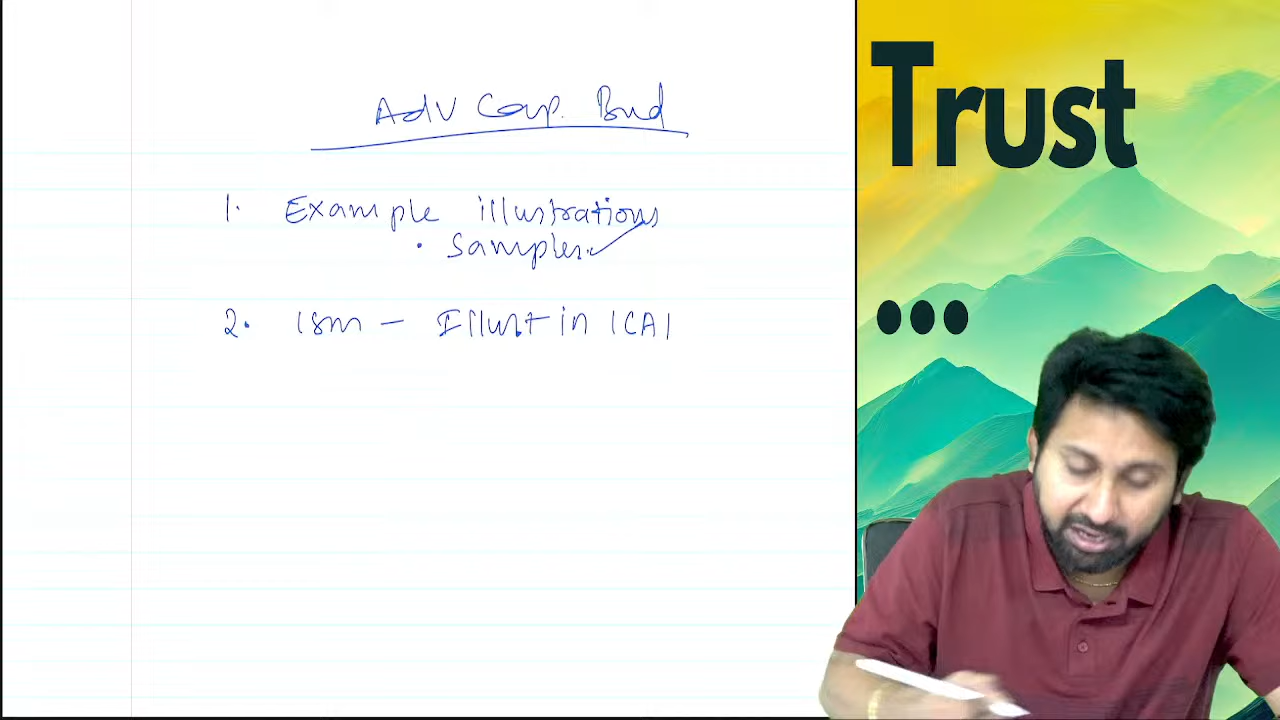 Adv Cap. Bud
1. Example illustrations
• Samples.
2. ISM - Illust in ICAI
Trust
...